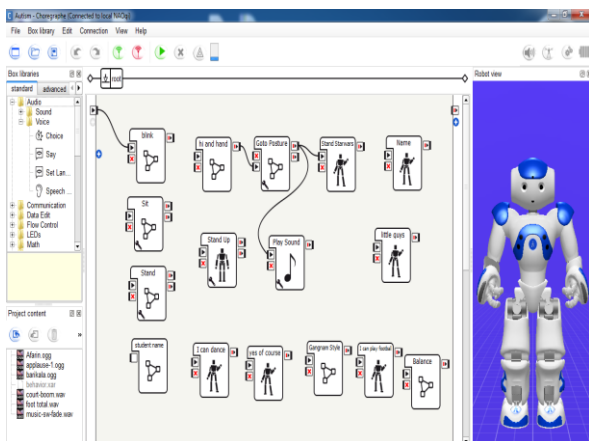 Autism - Choregraphe (Connected to local NAOqi)
File Box library Edit Connection View Help
Box libraries
standard advanced
Audio
Sound
Voice
Choice
Say
Set Lan...
Speech ...
Communication
Data Edit
Flow Control
LEDs
Math
Project content
Afarin.ogg
applause-1.ogg
barikala.ogg
behavior.xar
court-boom.wav
foot total.wav
music-sw-fade.wav
root
blink
hi and hand
Goto Posture
Stand Starwars
Name
Sit
Stand Up
Play Sound
little guys
Stand
student name
I can dance
yes of course
Gangnam Style
I can play football
Balance
Robot view